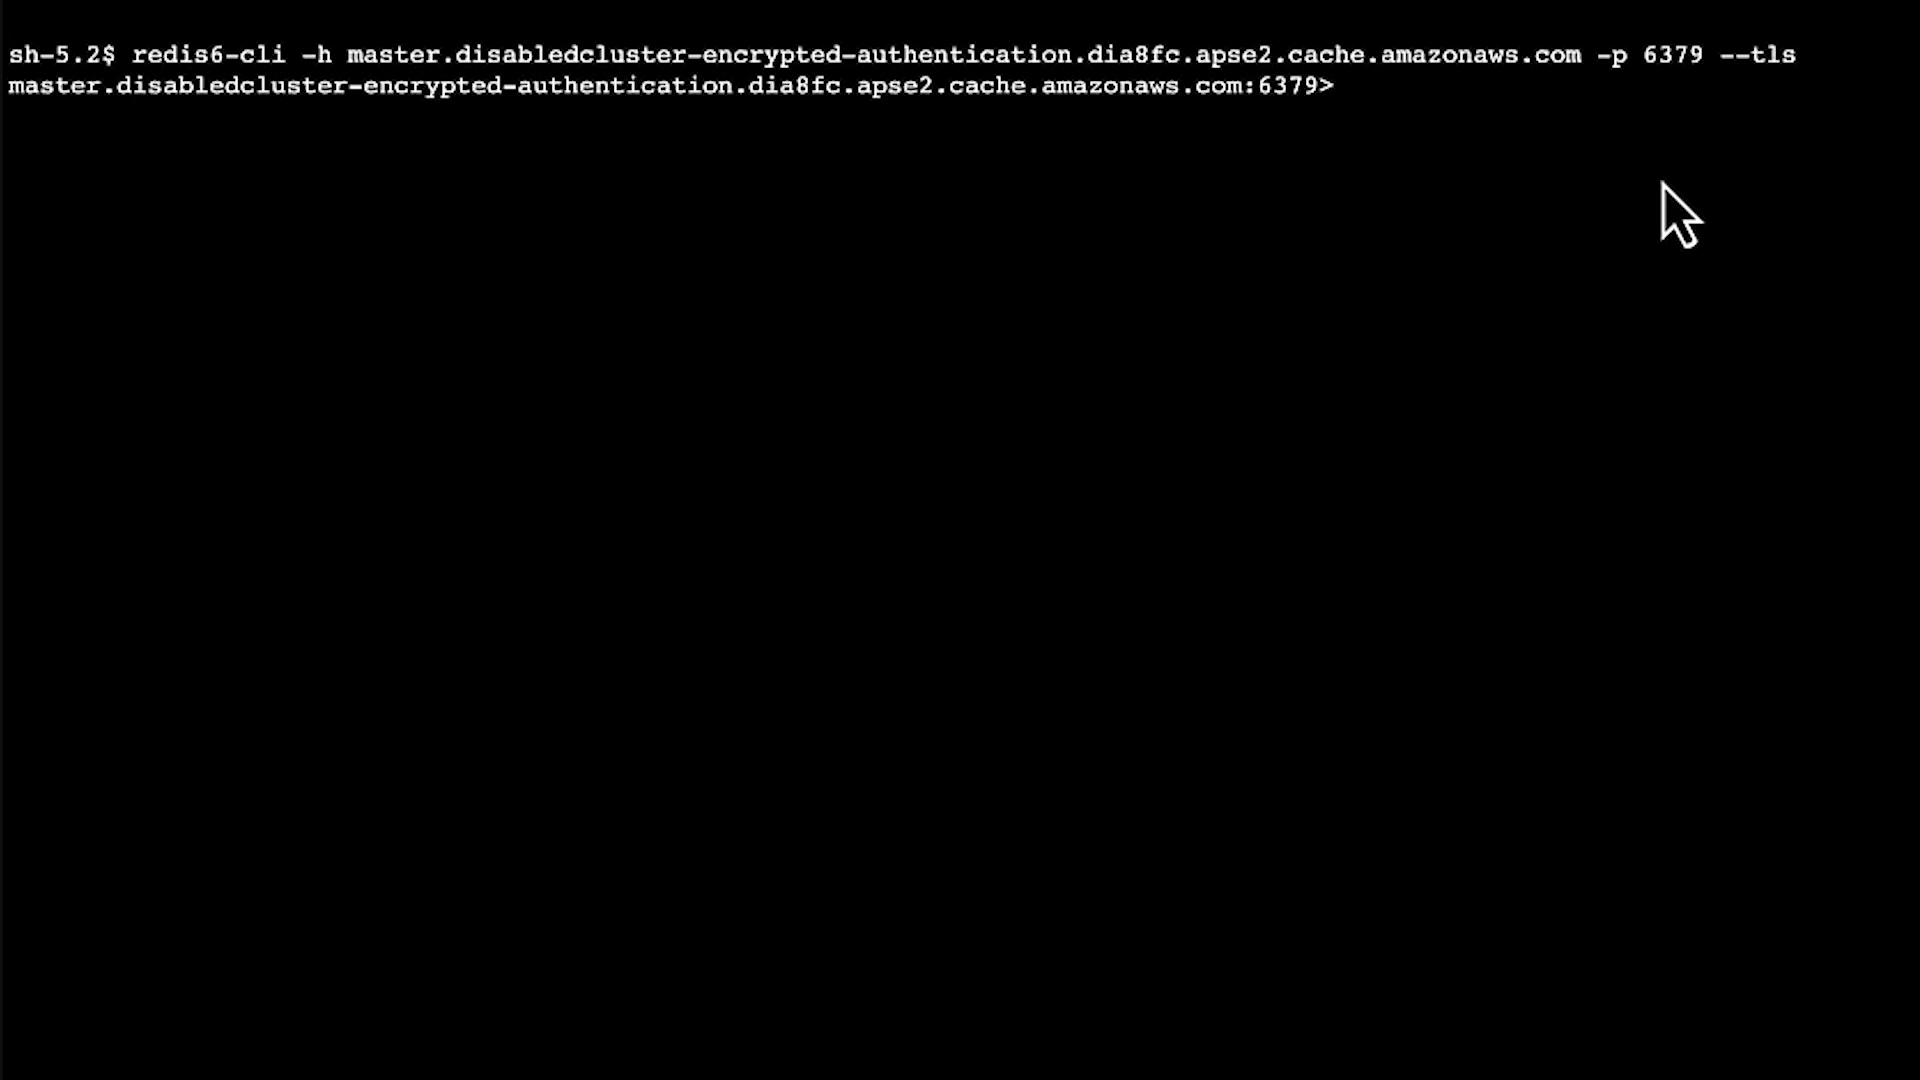 sh-5.2$ redis6-cli -h master.disabledcluster-encrypted-authentication.dia8fc.apse2.cache.amazonaws.com -p 6379 --tls
master.disabledcluster-encrypted-authentication.dia8fc.apse2.cache.amazonaws.com:6379>